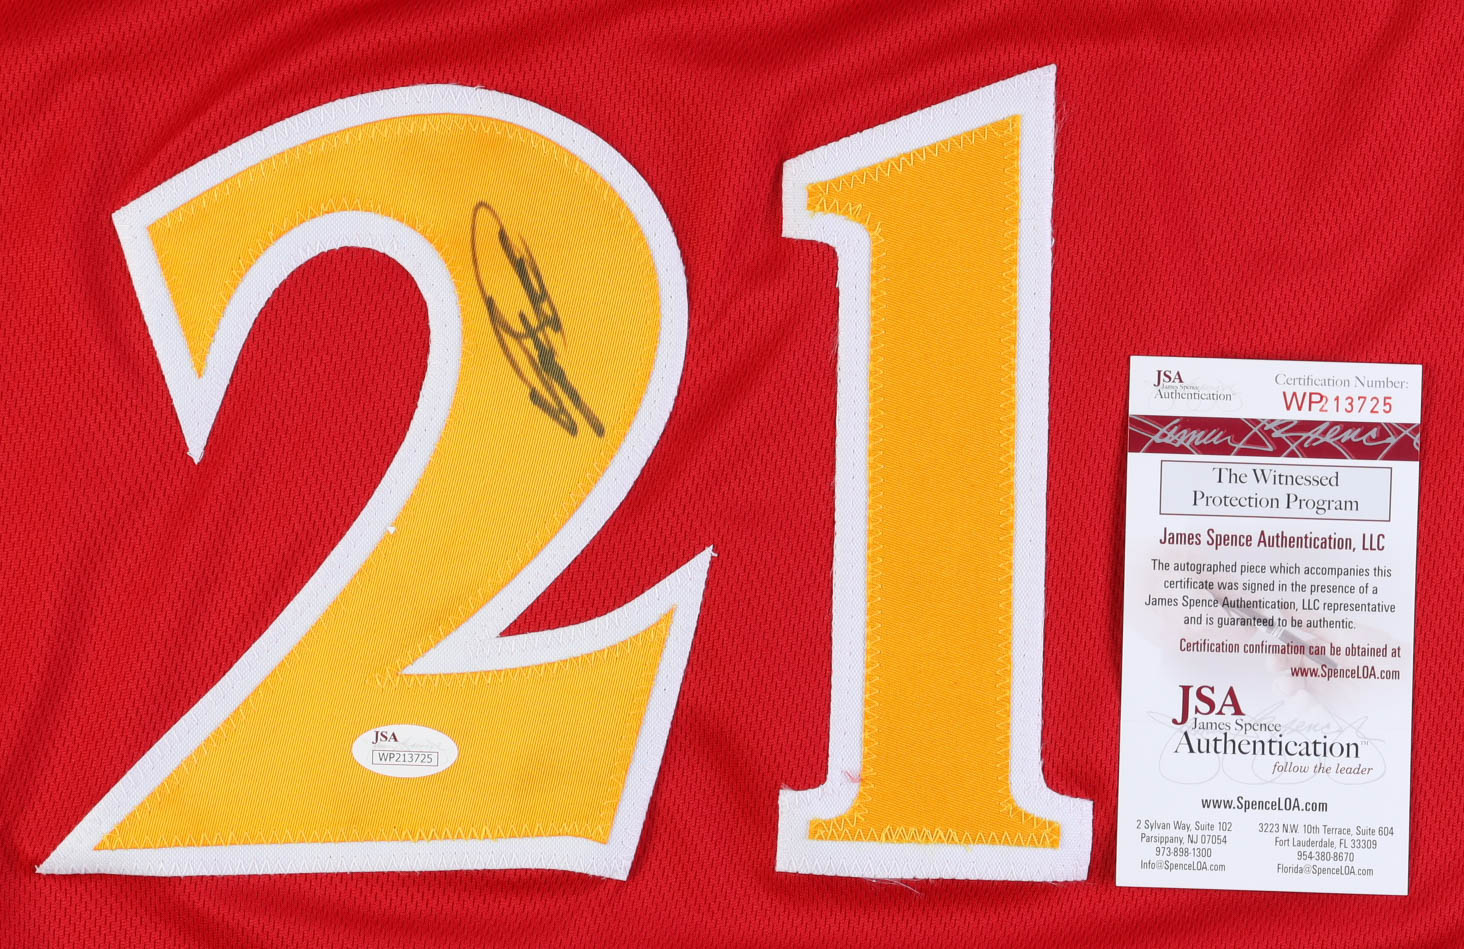 21
JSA
WP213725
JSA
James Spence
Authentication
Certification Number:
WP213725
James Spence
The Witnessed
Protection Program
James Spence Authentication, LLC
The autographed piece which accompanies this
certificate was signed in the presence of a
James Spence Authentication, LLC representative
and is guaranteed to be authentic.
Certification confirmation can be obtained at
www.SpenceLOA.com
JSA
James Spence
Authentication™
follow the leader
www.SpenceLOA.com
2 Sylvan Way, Suite 102
Parsippany, NJ 07054
973-898-1300
Info@SpenceLOA.com
3223 N.W. 10th Terrace, Suite 604
Fort Lauderdale, FL 33309
954-380-8670
Florida@SpenceLOA.com